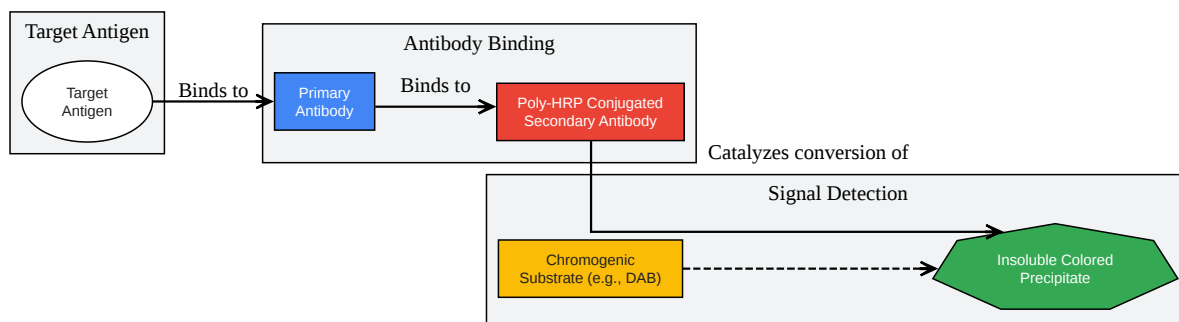 Target Antigen
Target
Antigen
Binds to
Antibody Binding
Primary
Antibody
Binds to
Poly-HRP Conjugated
Secondary Antibody
Catalyzes conversion of
Signal Detection
Chromogenic
Substrate (e.g., DAB)
Insoluble Colored
Precipitate